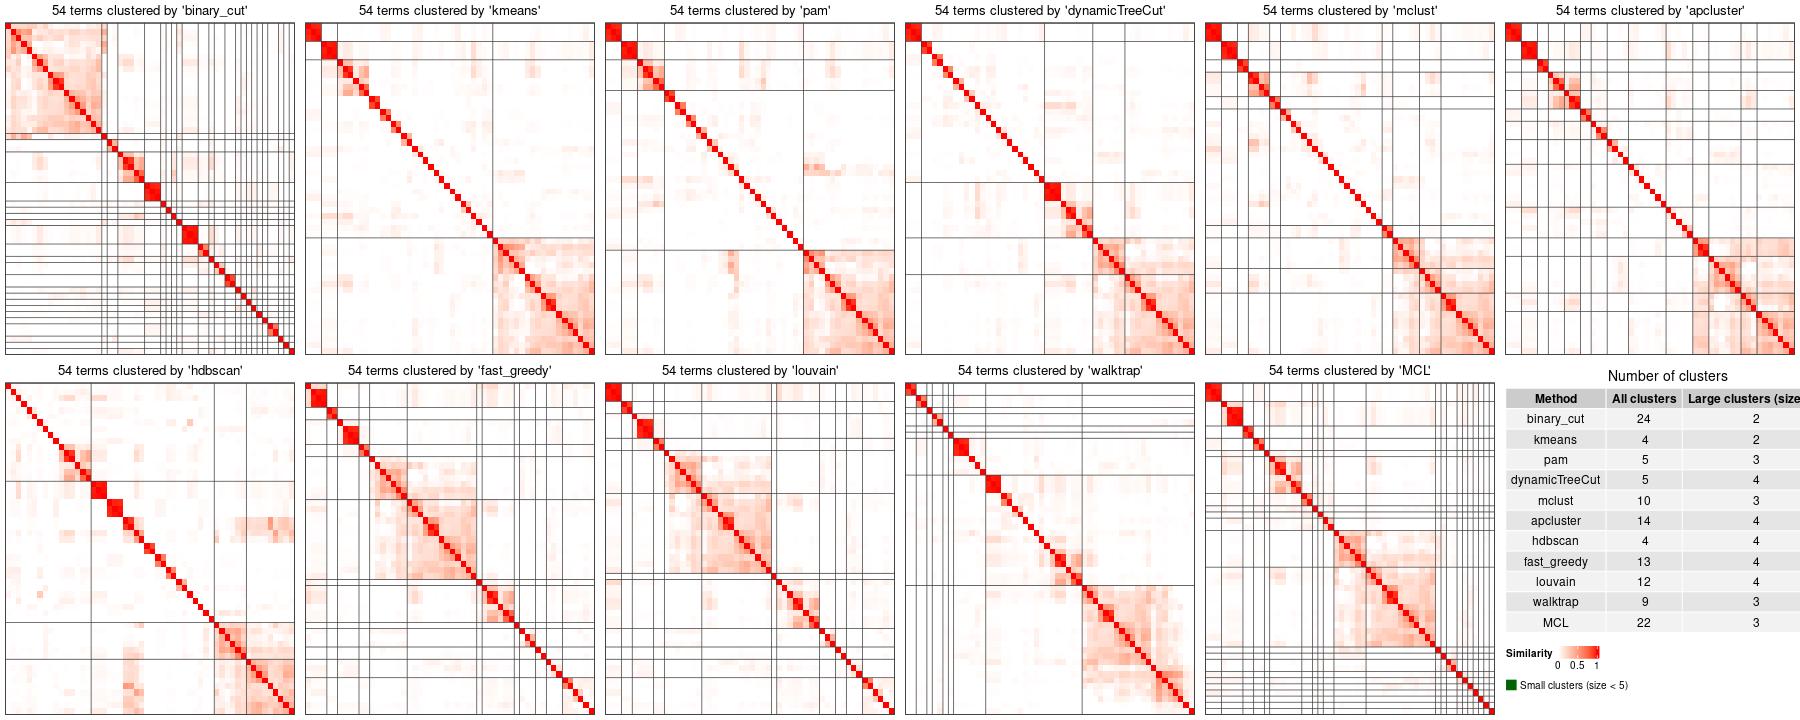 54 terms clustered by 'binary_cut'
54 terms clustered by 'kmeans'
54 terms clustered by 'pam'
54 terms clustered by 'dynamicTreeCut'
54 terms clustered by 'mclust'
54 terms clustered by 'apcluster'
54 terms clustered by 'hdbscan'
54 terms clustered by 'fast_greedy'
54 terms clustered by 'louvain'
54 terms clustered by 'walktrap'
54 terms clustered by 'MCL'
Number of clusters
Method All clusters Large clusters (size
binary_cut 24 2
kmeans 4 2
pam 5 3
dynamicTreeCut 5 4
mclust 10 3
apcluster 14 4
hdbscan 4 4
fast_greedy 13 4
louvain 12 4
walktrap 9 3
MCL 22 3
Similarity
0 0.5 1
Small clusters (size < 5)